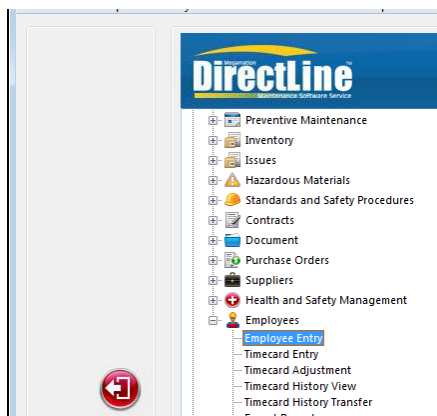 Megamation
DirectLine
Maintenance Software Service
Preventive Maintenance
Inventory
Issues
Hazardous Materials
Standards and Safety Procedures
Contracts
Document
Purchase Orders
Suppliers
Health and Safety Management
Employees
Employee Entry
Timecard Entry
Timecard Adjustment
Timecard History View
Timecard History Transfer